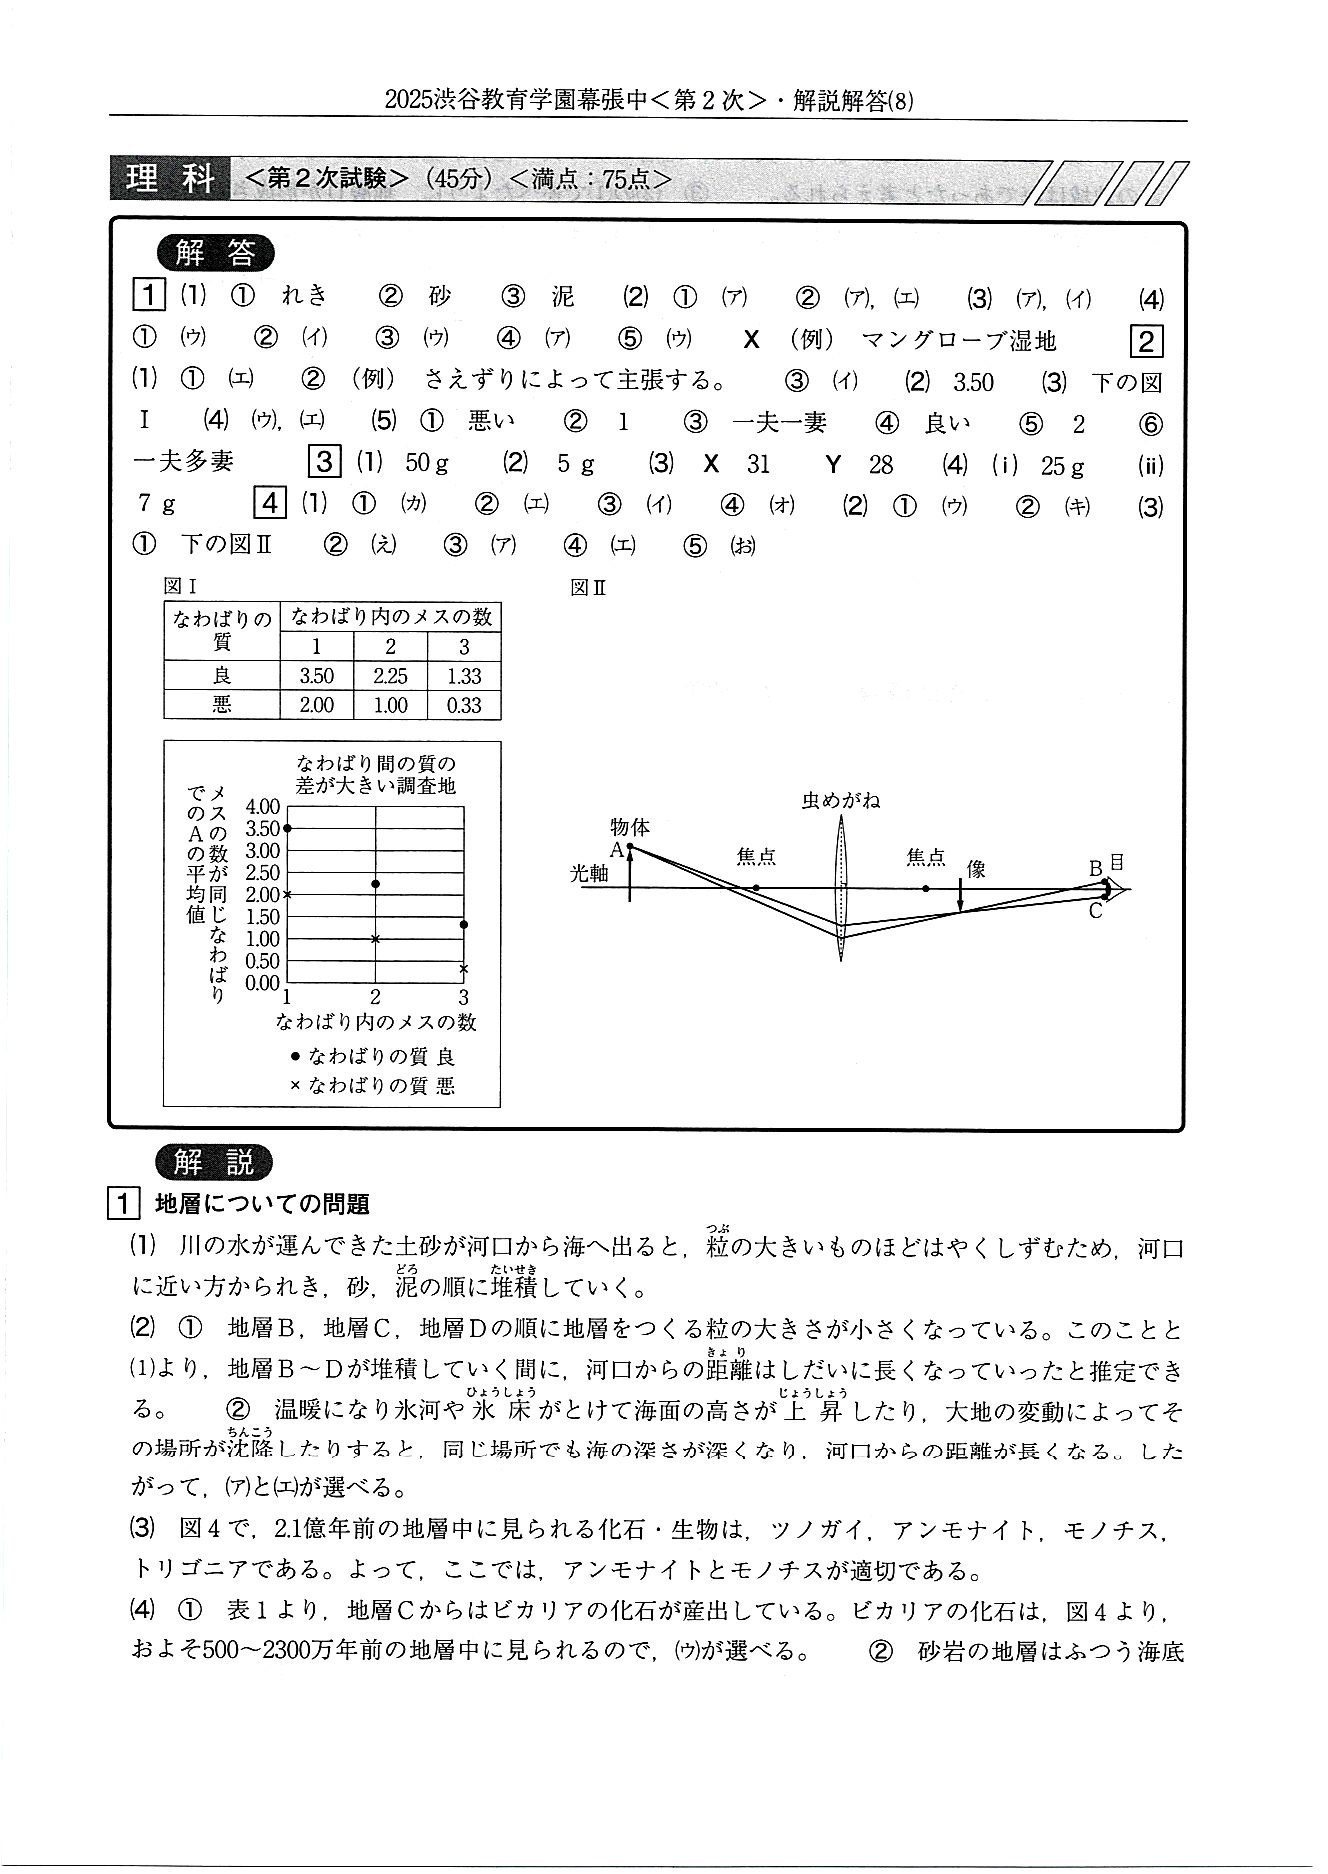 2025渋谷教育学園幕張中＜第２次＞・解説解答(8)
理科 ＜第２次試験＞（45分）＜満点：75点＞
解答
1 (1) ① れき ② 砂 ③ 泥 (2) ① (ア) ② (ア), (エ) (3) (ア), (イ) (4)
① (ウ) ② (イ) ③ (ウ) ④ (ア) ⑤ (ウ) X （例） マングローブ湿地 2
(1) ① (エ) ② （例） さえずりによって主張する。 ③ (イ) (2) 3.50 (3) 下の図
Ⅰ (4) (ウ), (エ) (5) ① 悪い ② 1 ③ 一夫一妻 ④ 良い ⑤ 2 ⑥
一夫多妻 3 (1) 50g (2) 5g (3) X 31 Y 28 (4) (i) 25g (ii)
7g 4 (1) ① (カ) ② (エ) ③ (イ) ④ (オ) (2) ① (ウ) ② (キ) (3)
① 下の図Ⅱ ② (え) ③ (ア) ④ (エ) ⑤ (お)
図Ⅰ
なわばりの質 なわばり内のメスの数
1 2 3
良 3.50 2.25 1.33
悪 2.00 1.00 0.33
なわばり間の質の
差が大きい調査地
メスの数が同じなわばり
でのAの平均値
4.00
3.50
3.00
2.50
2.00
1.50
1.00
0.50
0.00
1 2 3
なわばり内のメスの数
● なわばりの質 良
× なわばりの質 悪
図Ⅱ
虫めがね
物体
A
光軸
焦点
焦点
像
B
目
C
解説
1 地層についての問題
(1) 川の水が運んできた土砂が河口から海へ出ると，粒の大きいものほどはやくしずむため，河口
に近い方かられき，砂，泥の順に堆積していく。
(2) ① 地層Ｂ，地層Ｃ，地層Ｄの順に地層をつくる粒の大きさが小さくなっている。このことと
(1)より，地層Ｂ～Ｄが堆積していく間に，河口からの距離はしだいに長くなっていったと推定でき
る。 ② 温暖になり氷河や氷床がとけて海面の高さが上昇したり，大地の変動によってそ
の場所が沈降したりすると，同じ場所でも海の深さが深くなり，河口からの距離が長くなる。した
がって，(ア)と(エ)が選べる。
(3) 図４で，2.1億年前の地層中に見られる化石・生物は，ツノガイ，アンモナイト，モノチス，
トリゴニアである。よって，ここでは，アンモナイトとモノチスが適切である。
(4) ① 表１より，地層Ｃからはビカリアの化石が産出している。ビカリアの化石は，図４より，
およそ500～2300万年前の地層中に見られるので，(ウ)が選べる。 ② 砂岩の地層はふつう海底